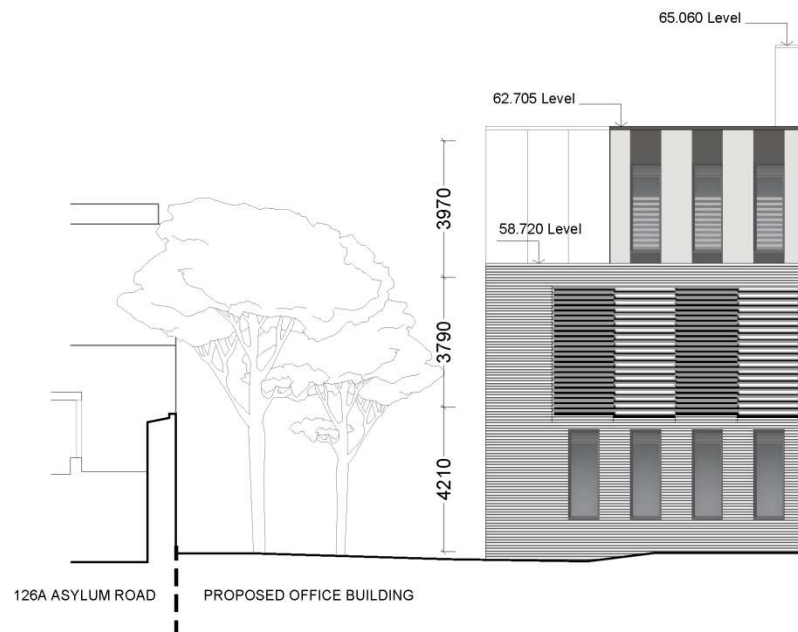 65.060 Level
62.705 Level
3970
58.720 Level
3790
4210
126A ASYLUM ROAD
PROPOSED OFFICE BUILDING